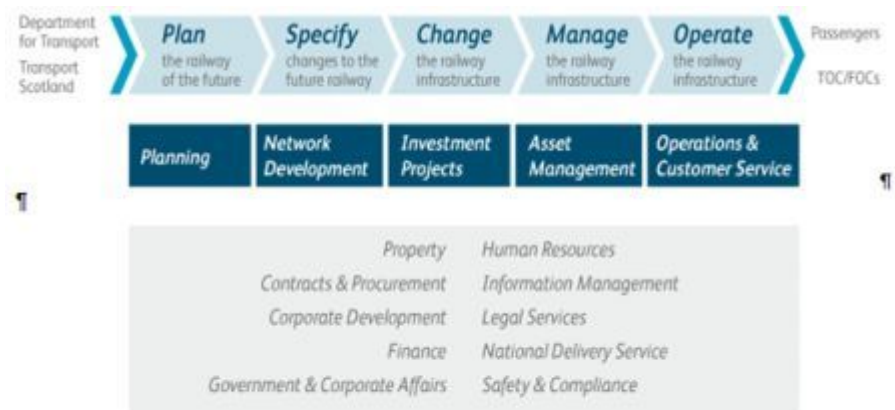 Department
for Transport
Transport
Scotland
Plan
the railway
of the future
Specify
changes to the
future railway
Change
the railway
infrastructure
Manage
the railway
infrastructure
Operate
the railway
infrastructure
Passengers
TOC/FOCs
Planning
Network
Development
Investment
Projects
Asset
Management
Operations &
Customer Service
¶
¶
Property
Human Resources
Contracts & Procurement
Information Management
Corporate Development
Legal Services
Finance
National Delivery Service
Government & Corporate Affairs
Safety & Compliance